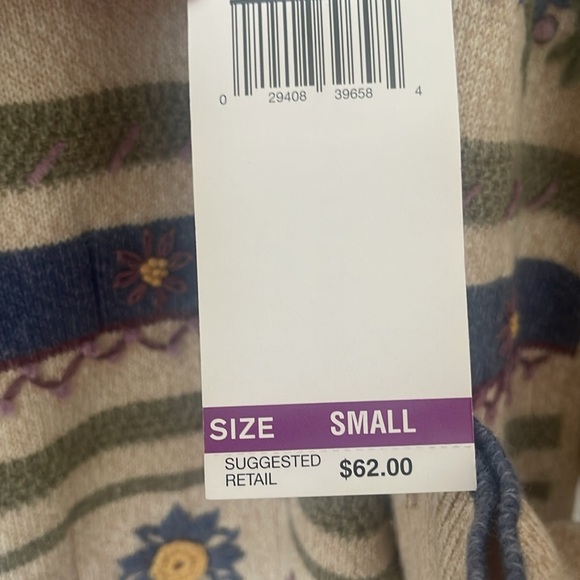 0 29408 39658 4
SIZE SMALL
SUGGESTED RETAIL $62.00